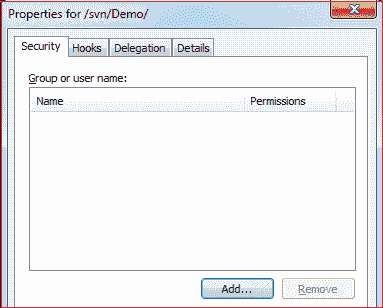 Properties for /svn/Demo/
Security Hooks Delegation Details
Group or user name:
Name Permissions
Add... Remove